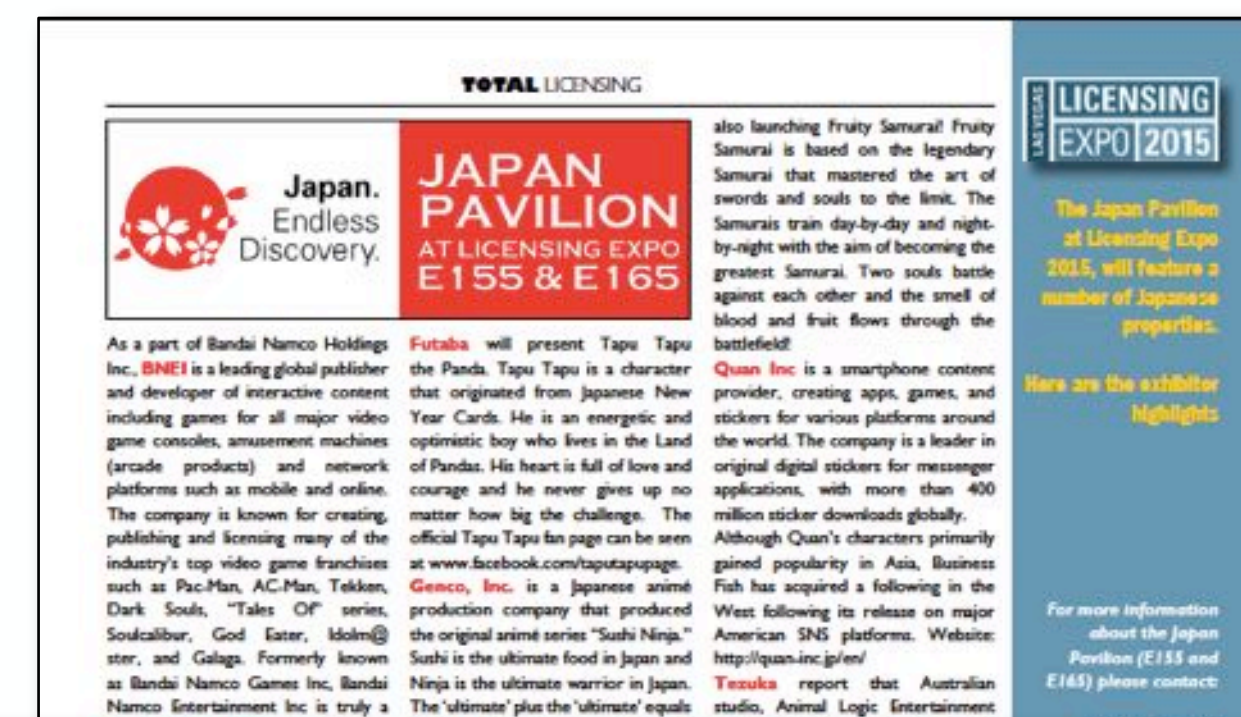 TOTAL LICENSING
Japan.
Endless
Discovery.
JAPAN
PAVILION
AT LICENSING EXPO
E155 & E165
As a part of Bandai Namco Holdings
Inc., BNEI is a leading global publisher
and developer of interactive content
including games for all major video
game consoles, amusement machines
(arcade products) and network
platforms such as mobile and online.
The company is known for creating,
publishing and licensing many of the
industry's top video game franchises
such as Pac-Man, AC-Man, Tekken,
Dark Souls, "Tales Of" series,
Soulcalibur, God Eater, Idolm@
ster, and Galaga. Formerly known
as Bandai Namco Games Inc, Bandai
Namco Entertainment Inc is truly a
Futaba will present Tapu Tapu
the Panda. Tapu Tapu is a character
that originated from Japanese New
Year Cards. He is an energetic and
optimistic boy who lives in the Land
of Pandas. His heart is full of love and
courage and he never gives up no
matter how big the challenge. The
official Tapu Tapu fan page can be seen
at www.facebook.com/taputapupage.
Genco, Inc. is a Japanese animé
production company that produced
the original animé series "Sushi Ninja."
Sushi is the ultimate food in Japan and
Ninja is the ultimate warrior in Japan.
The 'ultimate' plus the 'ultimate' equals
also launching Fruity Samurai! Fruity
Samurai is based on the legendary
Samurai that mastered the art of
swords and souls to the limit. The
Samurais train day-by-day and night-
by-night with the aim of becoming the
greatest Samurai. Two souls battle
against each other and the smell of
blood and fruit flows through the
battlefield!
Quan Inc is a smartphone content
provider, creating apps, games, and
stickers for various platforms around
the world. The company is a leader in
original digital stickers for messenger
applications, with more than 400
million sticker downloads globally.
Although Quan's characters primarily
gained popularity in Asia, Business
Fish has acquired a following in the
West following its release on major
American SNS platforms. Website:
http://quan-inc.jp/en/
Tezuka report that Australian
studio, Animal Logic Entertainment
LAS VEGAS
LICENSING
EXPO 2015
The Japan Pavilion
at Licensing Expo
2015, will feature a
number of Japanese
properties.
Here are the exhibitor
highlights
For more information
about the Japan
Pavilion (E155 and
E165) please contact: